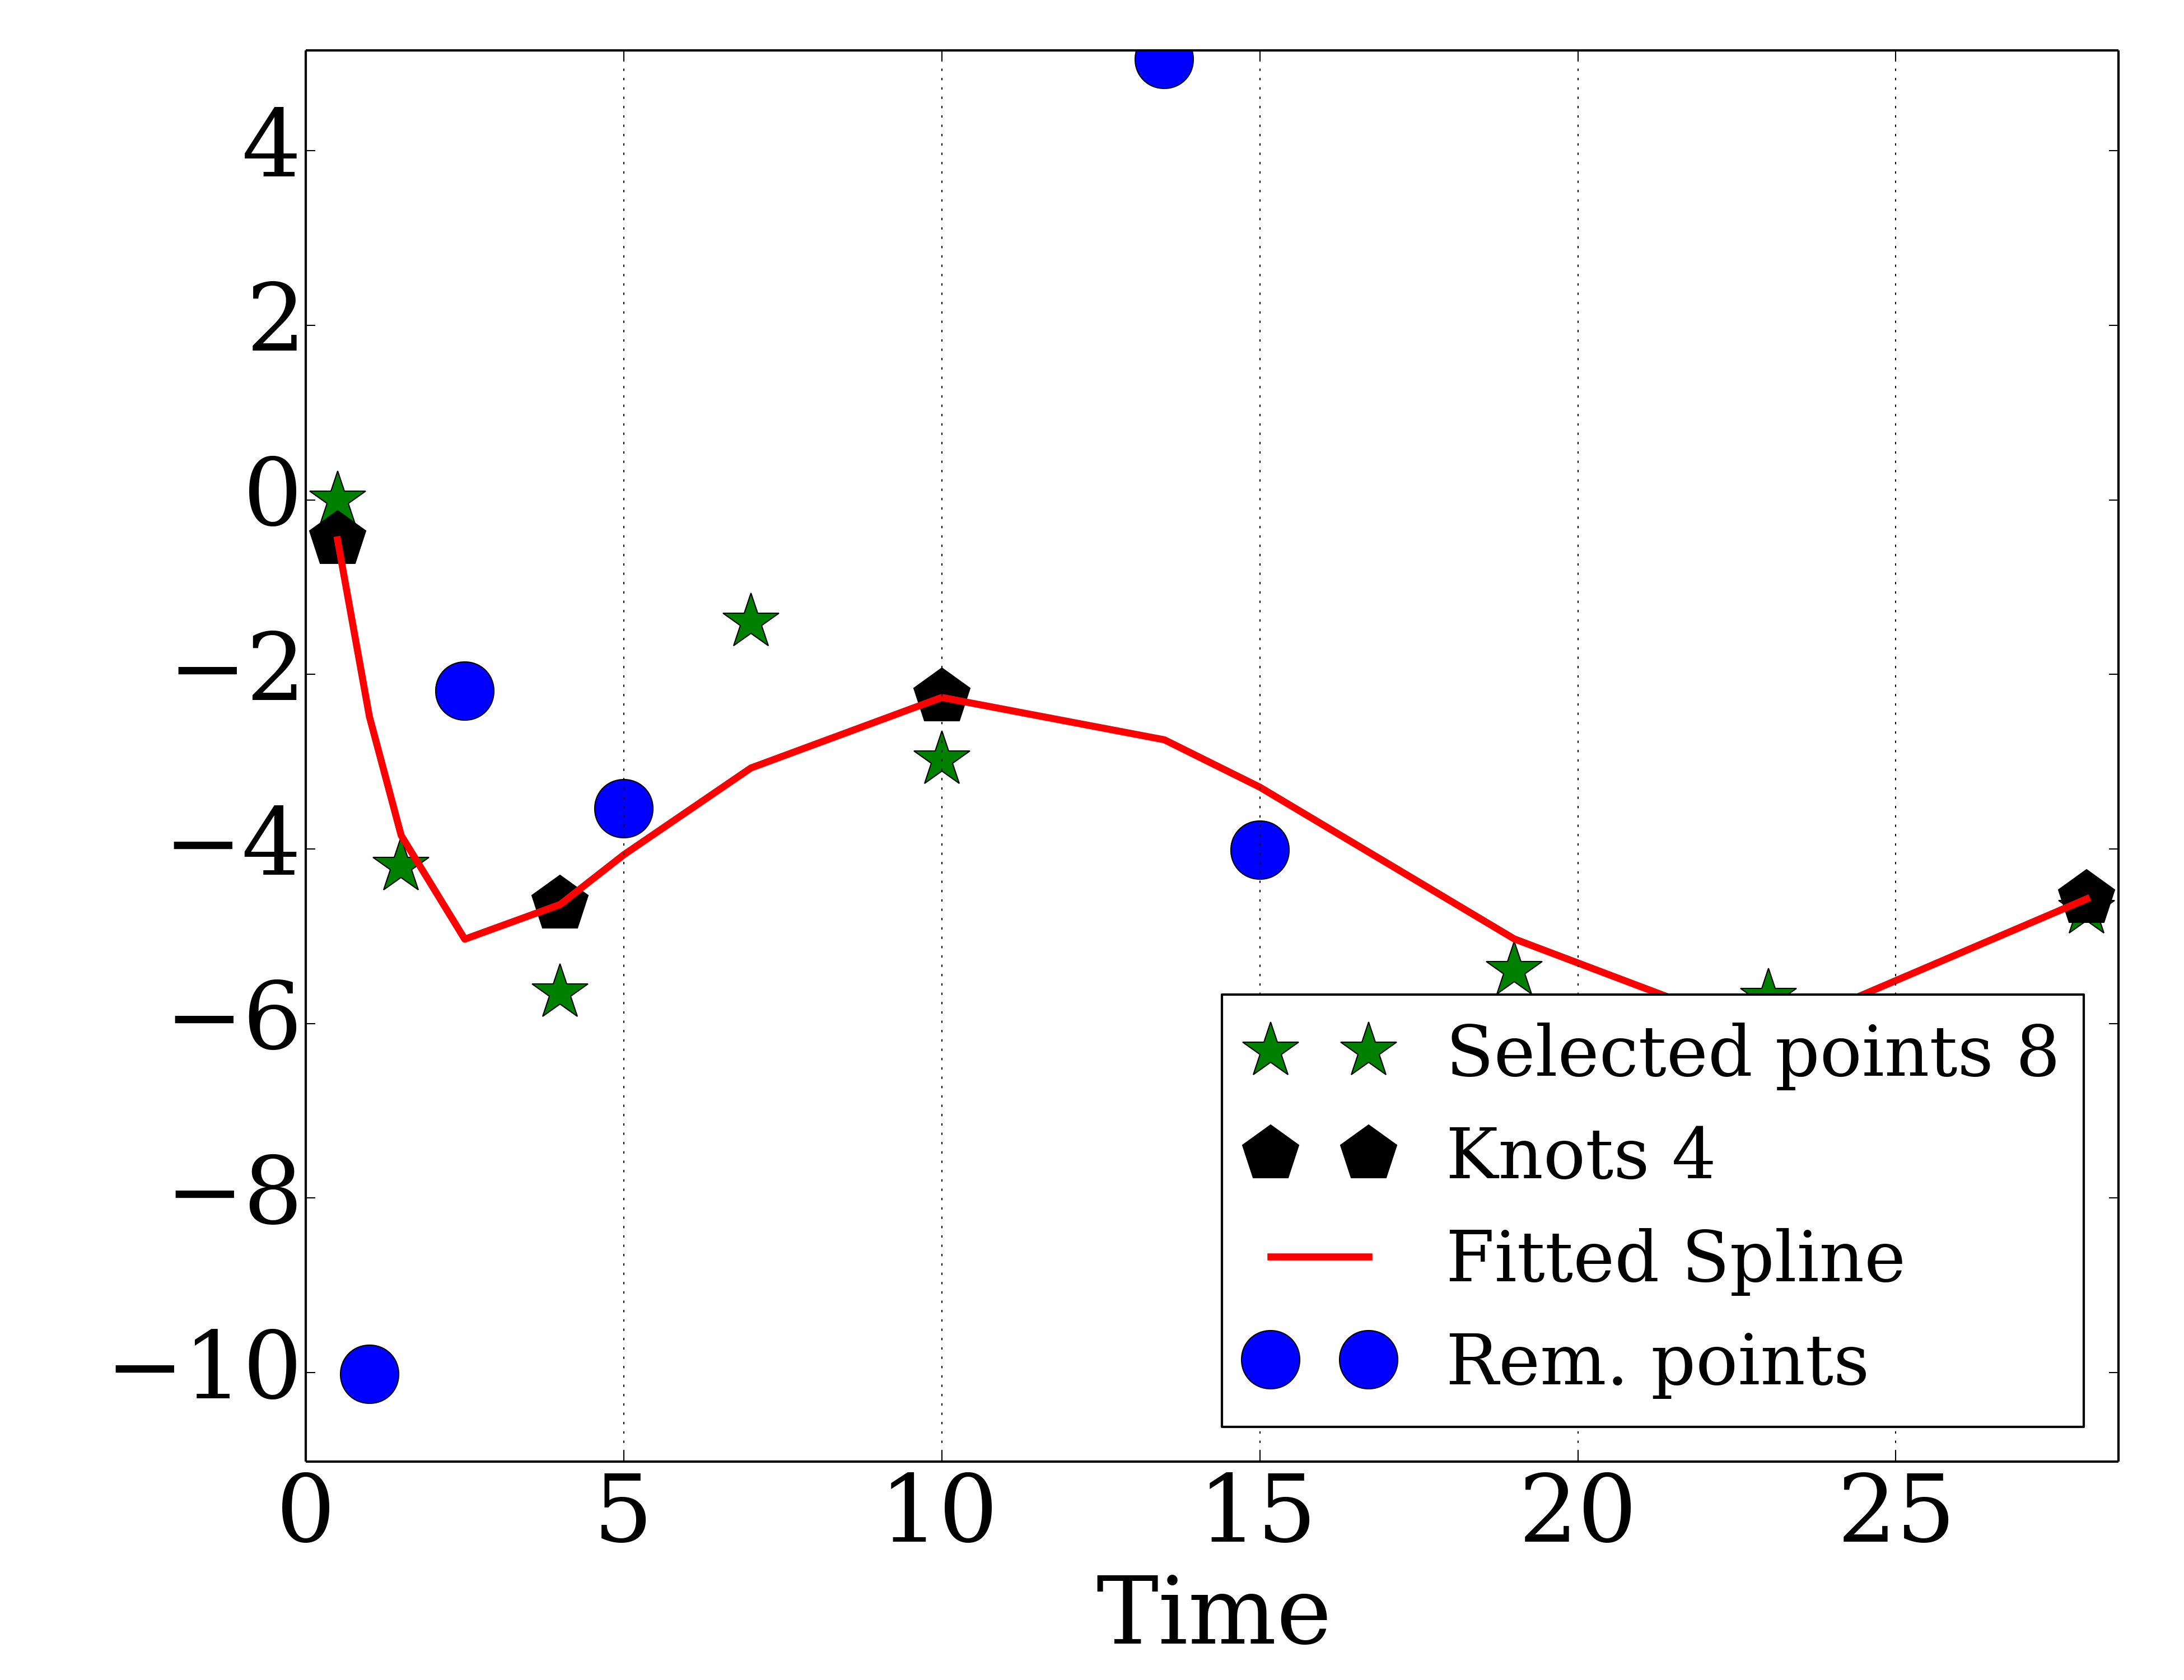 4
2
0
−2
−4
−6
−8
−10
0 5 10 15 20 25
Time
Selected points 8
Knots 4
Fitted Spline
Rem. points